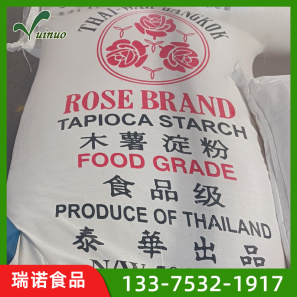 Yuinuo
THAI WAH BANGKOK
ROSE BRAND
TAPIOCA STARCH
木薯淀粉
FOOD GRADE
食品级
PRODUCE OF THAILAND
泰華出品
瑞诺食品
133-7532-1917